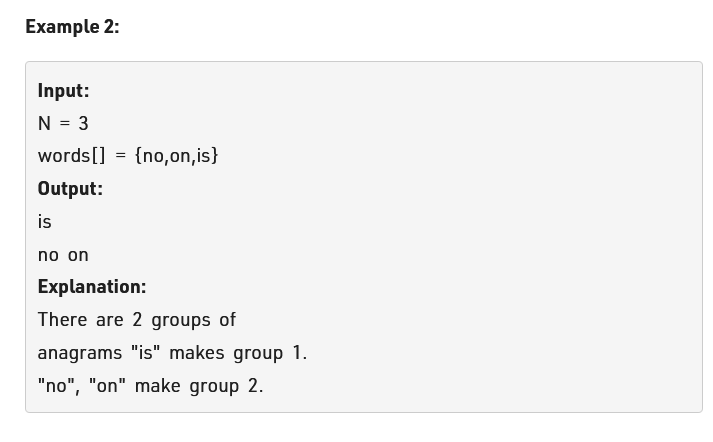 Example 2:
Input:
N = 3
words[] = {no,on,is}
Output:
is
no on
Explanation:
There are 2 groups of
anagrams "is" makes group 1.
"no", "on" make group 2.